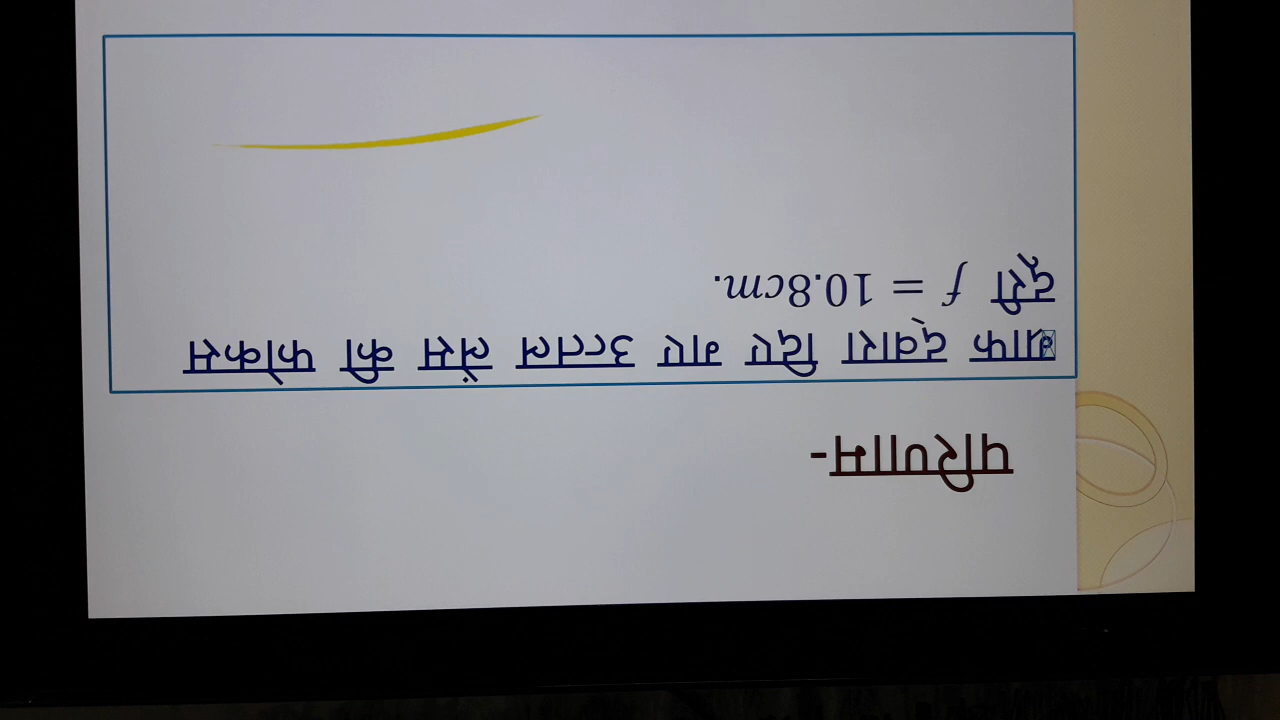 परिणाम-
ग्राफ द्वारा दिए गए उत्तल लेंस की फोकस
दूरी f = 10.8cm.